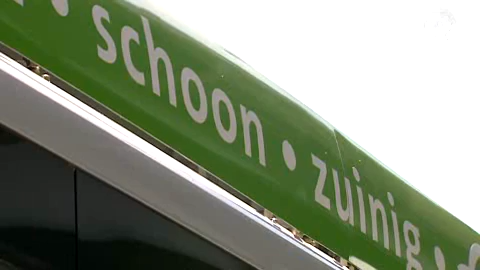 • schoon • zuinig •